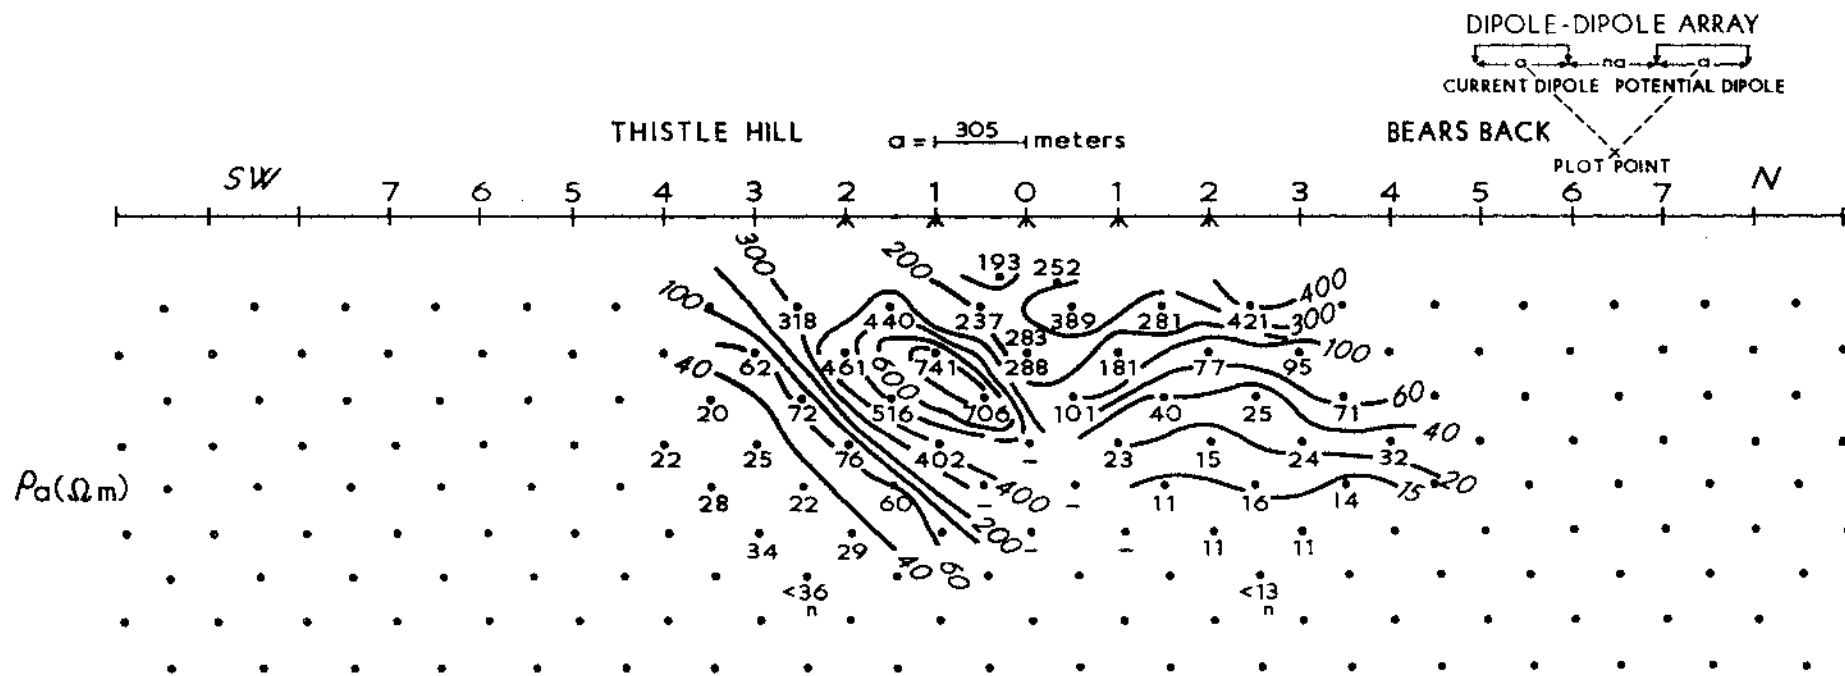 DIPOLE-DIPOLE ARRAY
a na a
CURRENT DIPOLE POTENTIAL DIPOLE
THISTLE HILL a = 305 meters BEARS BACK
PLOT POINT
SW 7 6 5 4 3 2 1 0 1 2 3 4 5 6 7 N
300 200 193 252
100 400
318 440 237 389 281 421 300
283
62 461 600 741 288 181 77 95 100
40 60
20 72 516 706 101 40 25 71
40
22 25 76 402 - 23 15 24 32
ρa(Ωm) 400 15 20
28 22 60 - - 11 16 14
200
34 29 - - 11 11
40 60
<36 <13
n n